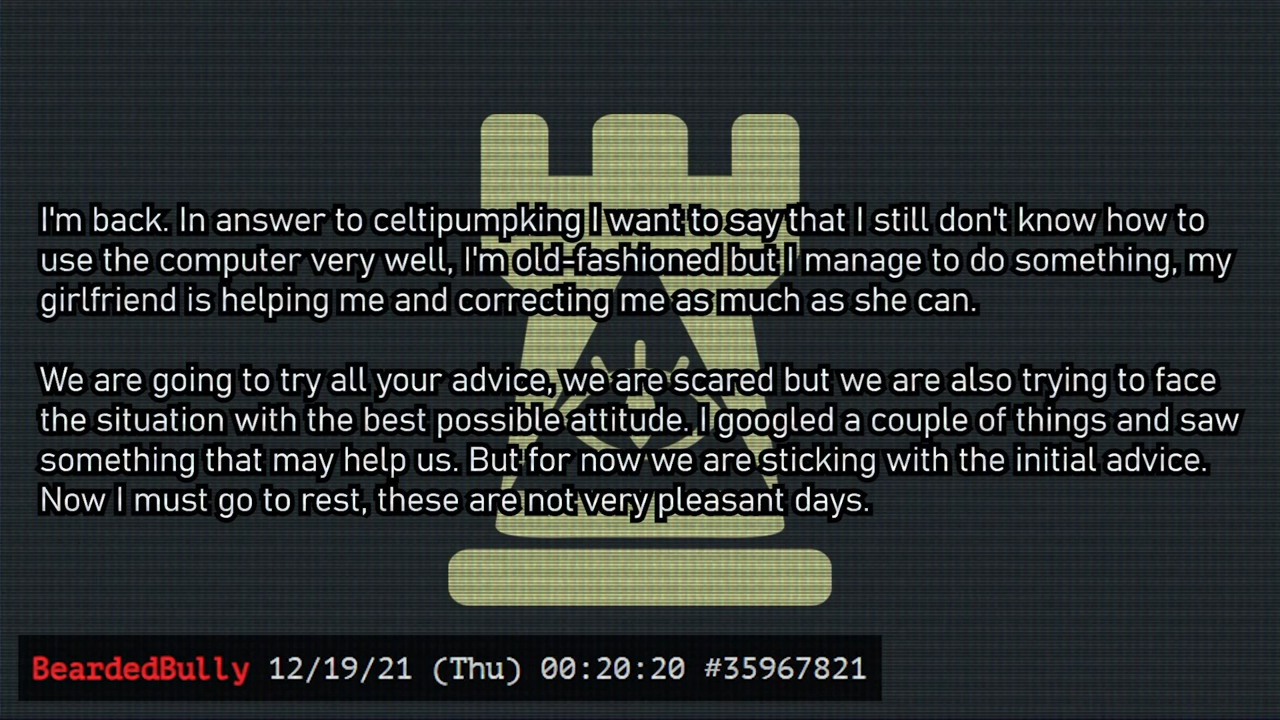 I'm back. In answer to celtipumpking I want to say that I still don't know how to
use the computer very well, I'm old-fashioned but I manage to do something, my
girlfriend is helping me and correcting me as much as she can.
We are going to try all your advice, we are scared but we are also trying to face
the situation with the best possible attitude. I googled a couple of things and saw
something that may help us. But for now we are sticking with the initial advice.
Now I must go to rest, these are not very pleasant days.
BeardedBully 12/19/21 (Thu) 00:20:20 #35967821